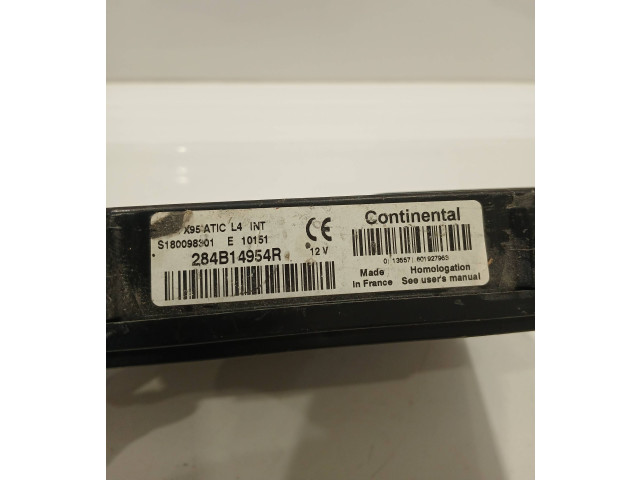 X95 ATIC L4 INT
S180098301 E 10151
284B14954R
CE
12 V
Continental
Made in France
Homologation
See user's manual